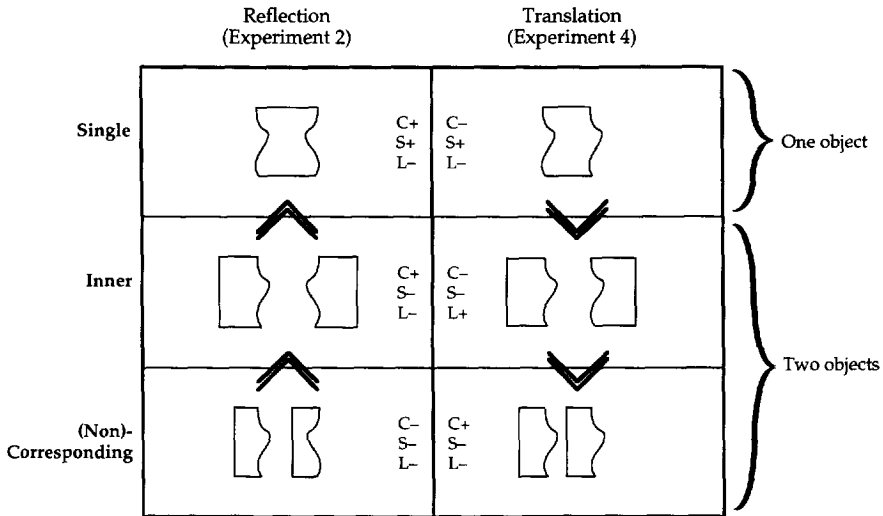 Reflection
(Experiment 2)
Translation
(Experiment 4)
Single
C+
S+
L−
C−
S+
L−
One object
Inner
C+
S−
L−
C−
S−
L+
Two objects
(Non)-
Corresponding
C−
S−
L−
C+
S−
L−